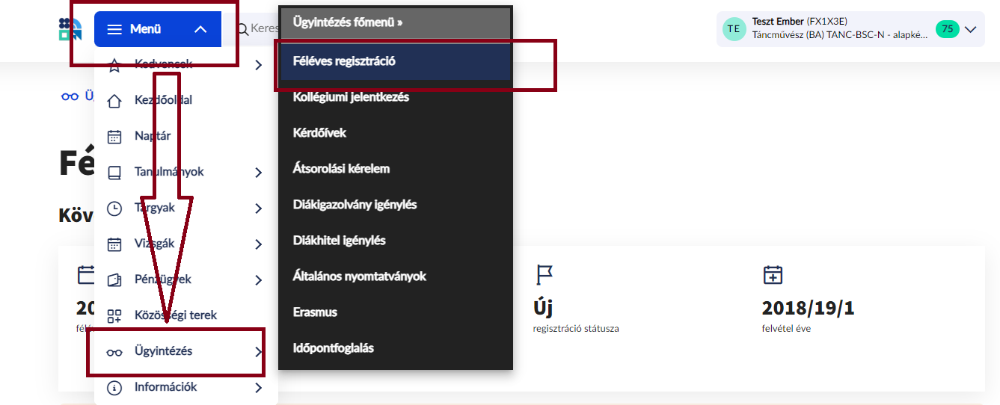 Menü
Keres
Ügyintézés főmenü »
TE
Teszt Ember (FX1X3E)
Táncművész (BA) TANC-BSC-N - alapké...
75
Féléves regisztráció
Kedvencek
Kezdőoldal
Naptár
Tanulmányok
Tárgyak
Vizsgák
Pénzügyek
Közösségi terek
Ügyintézés
Információk
Kollégiumi jelentkezés
Kérdőívek
Átsorolási kérelem
Diákigazolvány igénylés
Diákhitel igénylés
Általános nyomtatványok
Erasmus
Időpontfoglalás
Ü
Fé
Köv
20
félé
Új
regisztráció státusza
2018/19/1
felvétel éve